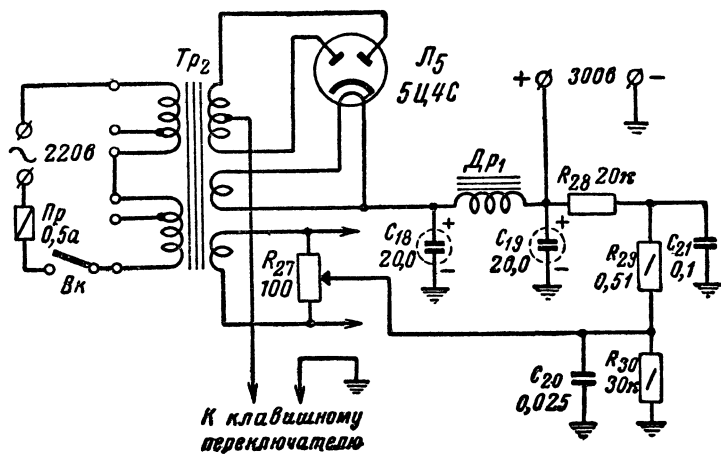 Тр₂
Л₅
5Ц4С
+ 300в −
~ 220в
Пр
0,5а
Вк
Др₁
R₂₈ 20к
C₁₈
20,0
+
−
C₁₉
20,0
+
−
R₂₉
0,51
C₂₁
0,1
R₂₇
100
C₂₀
0,025
R₃₀
30к
К клавишному
переключателю